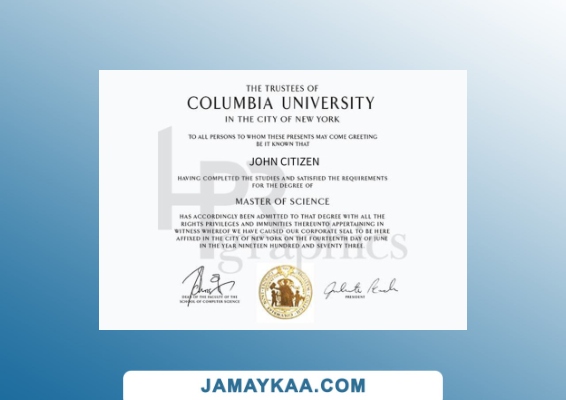 THE TRUSTEES OF
COLUMBIA UNIVERSITY
IN THE CITY OF NEW YORK
TO ALL PERSONS TO WHOM THESE PRESENTS MAY COME GREETING
BE IT KNOWN THAT
JOHN CITIZEN
HAVING COMPLETED THE STUDIES AND SATISFIED THE REQUIREMENTS
FOR THE DEGREE OF
MASTER OF SCIENCE
HAS ACCORDINGLY BEEN ADMITTED TO THAT DEGREE WITH ALL THE
RIGHTS PRIVILEGES AND IMMUNITIES THEREUNTO APPERTAINING IN
WITNESS WHEREOF WE HAVE CAUSED OUR CORPORATE SEAL TO BE HERE
AFFIXED IN THE CITY OF NEW YORK ON THE FOURTEENTH DAY OF JUNE
IN THE YEAR NINETEEN HUNDRED AND SEVENTY THREE.
HPR
graphics
DEAN OF THE FACULTY OF THE
SCHOOL OF COMPUTER SCIENCE
PRESIDENT
JAMAYKAA.COM